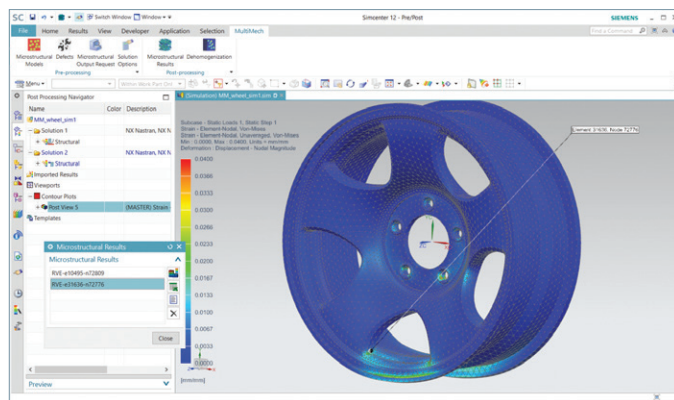 SC Switch Window Window Simcenter 12 - Pre/Post SIEMENS
File Home Results View Developer Application Selection MultiMech Find a Command
Microstructural Models Defects Microstructural Output Request Solution Options Microstructural Results Dehomogenization
Pre-processing Post-processing
Menu
Post Processing Navigator (Simulation) MM_wheel_sim1.sim
Name Color Description
MM_wheel_sim1
Solution 1 NX Nastran, NX N
Structural
Solution 2 NX Nastran, NX N
Structural
Imported Results
Viewports
Contour Plots
Post View 5 (MASTER) Strain
Templates
Subcase - Static Loads 1, Static Step 1
Strain - Element-Nodal, Von-Mises
Strain - Element-Nodal, Unaveraged, Von-Mises
Min : 0.0000, Max : 0.0400, Units = mm/mm
Deformation : Displacement - Nodal Magnitude
0.0400
0.0367
0.0333
0.0300
0.0267
0.0233
0.0200
0.0167
0.0133
0.0100
0.0067
0.0033
0.0000
[mm/mm]
Microstructural Results
Microstructural Results
RVE-e10495-n72809
RVE-e51636-n72776
Close
Preview